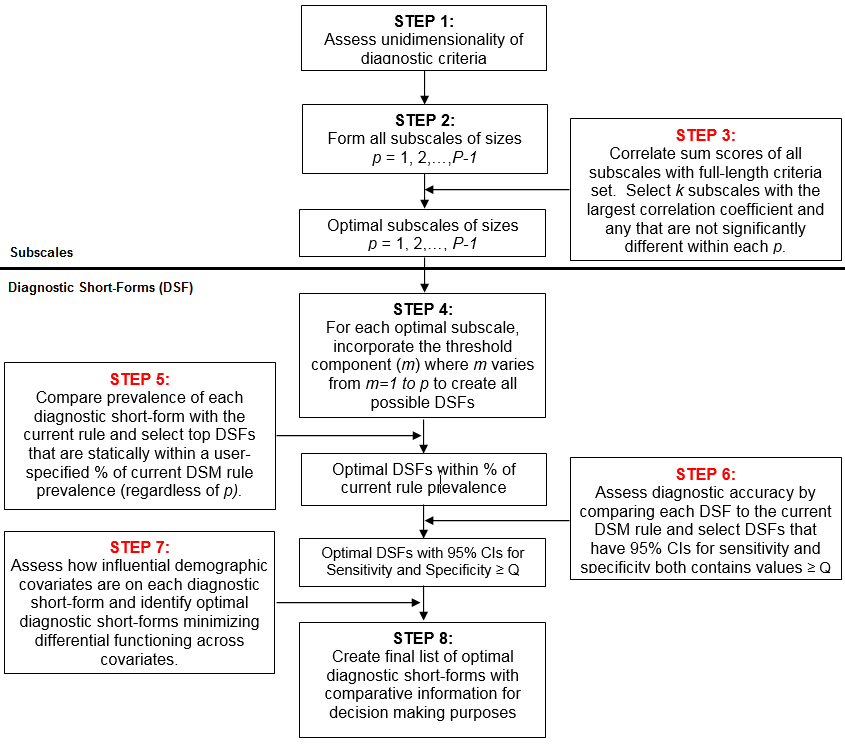 STEP 1:
Assess unidimensionality of
diagnostic criteria
STEP 2:
Form all subscales of sizes
p = 1, 2,…,P-1
STEP 3:
Correlate sum scores of all
subscales with full-length criteria
set.  Select k subscales with the
largest correlation coefficient and
any that are not significantly
different within each p.
Optimal subscales of sizes
p = 1, 2,…, P-1
Subscales
Diagnostic Short-Forms (DSF)
STEP 4:
For each optimal subscale,
incorporate the threshold
component (m) where m varies
from m=1 to p to create all
possible DSFs
STEP 5:
Compare prevalence of each
diagnostic short-form with the
current rule and select top DSFs
that are statically within a user-
specified % of current DSM rule
prevalence (regardless of p).
Optimal DSFs within % of
current rule prevalence
STEP 6:
Assess diagnostic accuracy by
comparing each DSF to the current
DSM rule and select DSFs that
have 95% CIs for sensitivity and
specificity both contains values ≥ Q
Optimal DSFs with 95% CIs for
Sensitivity and Specificity ≥ Q
STEP 7:
Assess how influential demographic
covariates are on each diagnostic
short-form and identify optimal
diagnostic short-forms minimizing
differential functioning across
covariates.
STEP 8:
Create final list of optimal
diagnostic short-forms with
comparative information for
decision making purposes